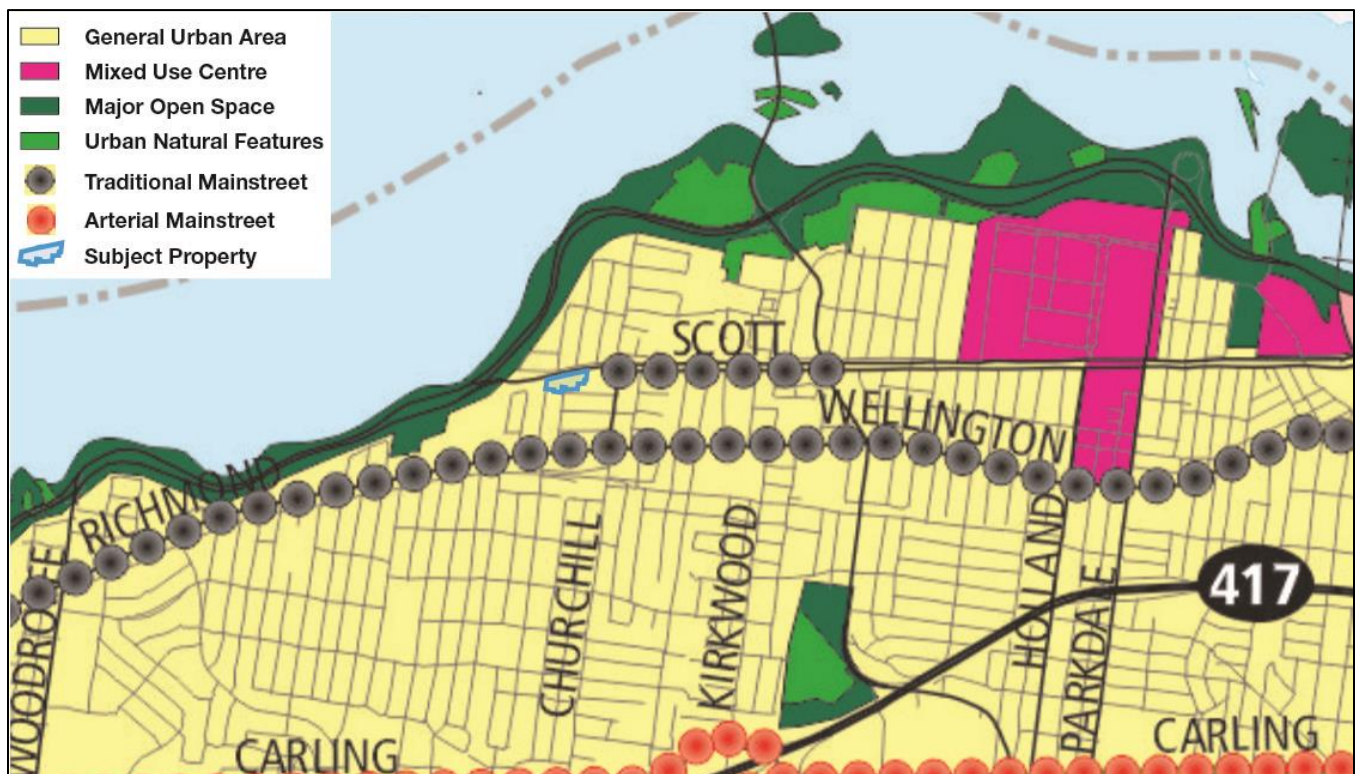 General Urban Area
Mixed Use Centre
Major Open Space
Urban Natural Features
Traditional Mainstreet
Arterial Mainstreet
Subject Property
SCOTT
WELLINGTON
RICHMOND
WOODROFFE
CHURCHILL
KIRKWOOD
HOLLAND
PARKDALE
417
CARLING
CARLING